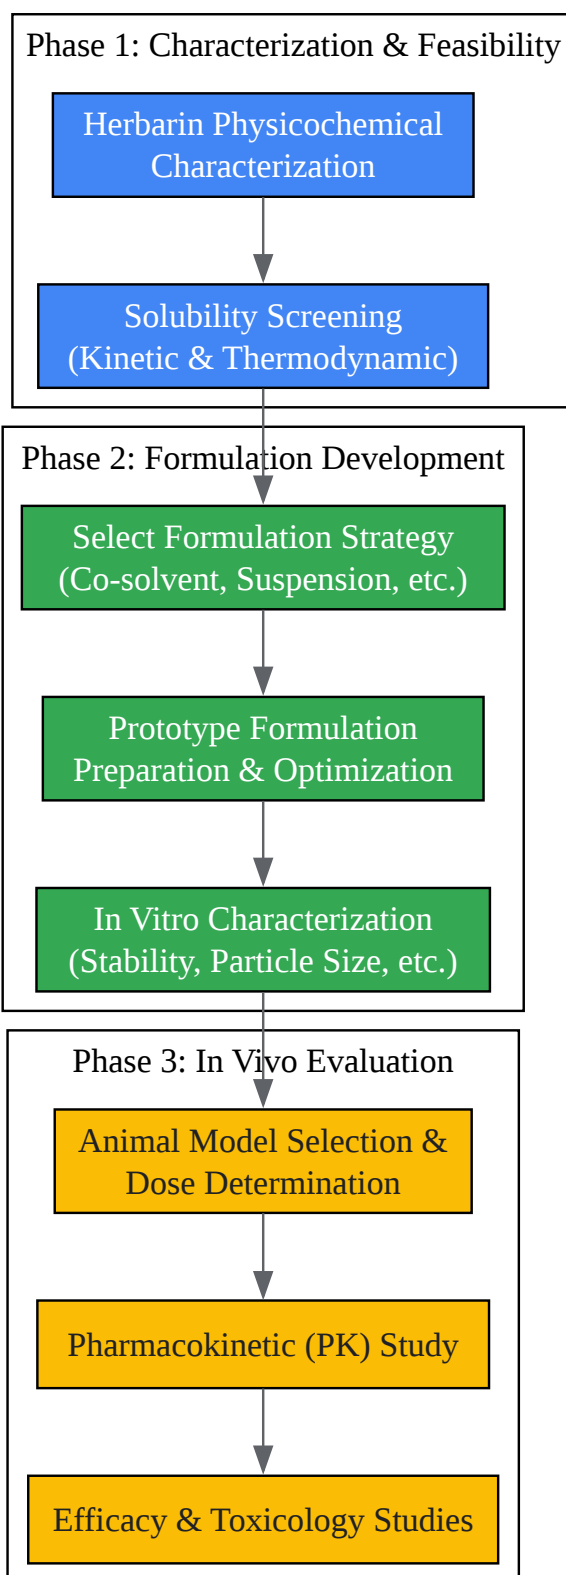 Phase 1: Characterization & Feasibility
Herbarin Physicochemical
Characterization
Solubility Screening
(Kinetic & Thermodynamic)
Phase 2: Formulation Development
Select Formulation Strategy
(Co-solvent, Suspension, etc.)
Prototype Formulation
Preparation & Optimization
In Vitro Characterization
(Stability, Particle Size, etc.)
Phase 3: In Vivo Evaluation
Animal Model Selection &
Dose Determination
Pharmacokinetic (PK) Study
Efficacy & Toxicology Studies